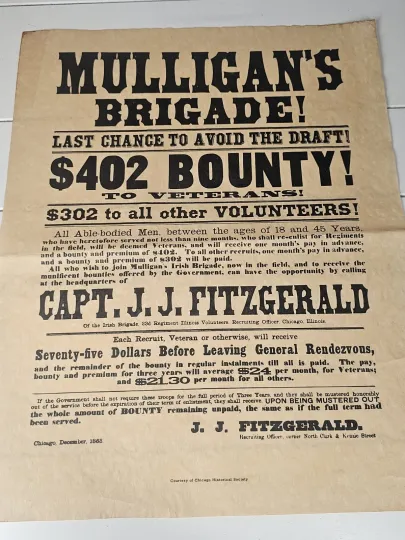 MULLIGAN'S
BRIGADE!
LAST CHANCE TO AVOID THE DRAFT!
$402 BOUNTY!
TO VETERANS!
$302 to all other VOLUNTEERS!
All Able-bodied Men, between the ages of 18 and 45 Years,
who have heretofore served not less than nine months, who shall re-enlist for Regiments
in the field, will be deemed Veterans, and will receive one month's pay in advance,
and a bounty and premium of $402. To all other recruits, one month's pay in advance,
and a bounty and premium of $302 will be paid.
All who wish to join Mulligan's Irish Brigade, now in the field, and to receive the
munificent bounties offered by the Government, can have the opportunity by calling
at the headquarters of
CAPT. J. J. FITZGERALD
Of the Irish Brigade, 23d Regiment Illinois Volunteers, Recruiting Officer, Chicago, Illinois.
Each Recruit, Veteran or otherwise, will receive
Seventy-five Dollars Before Leaving General Rendezvous,
and the remainder of the bounty in regular instalments till all is paid. The pay,
bounty and premium for three years will average $24 per month, for Veterans;
and $21.30 per month for all others.
If the Government shall not require these troops for the full period of Three Years, and they shall be mustered honorably
out of the service before the expiration of their term of enlistment, they shall receive, UPON BEING MUSTERED OUT
the whole amount of BOUNTY remaining unpaid, the same as if the full term had
been served.
J. J. FITZGERALD.
Chicago, December, 1863.
Recruiting Officer, corner North Clark & Kenzie Street
Courtesy of Chicago Historical Society